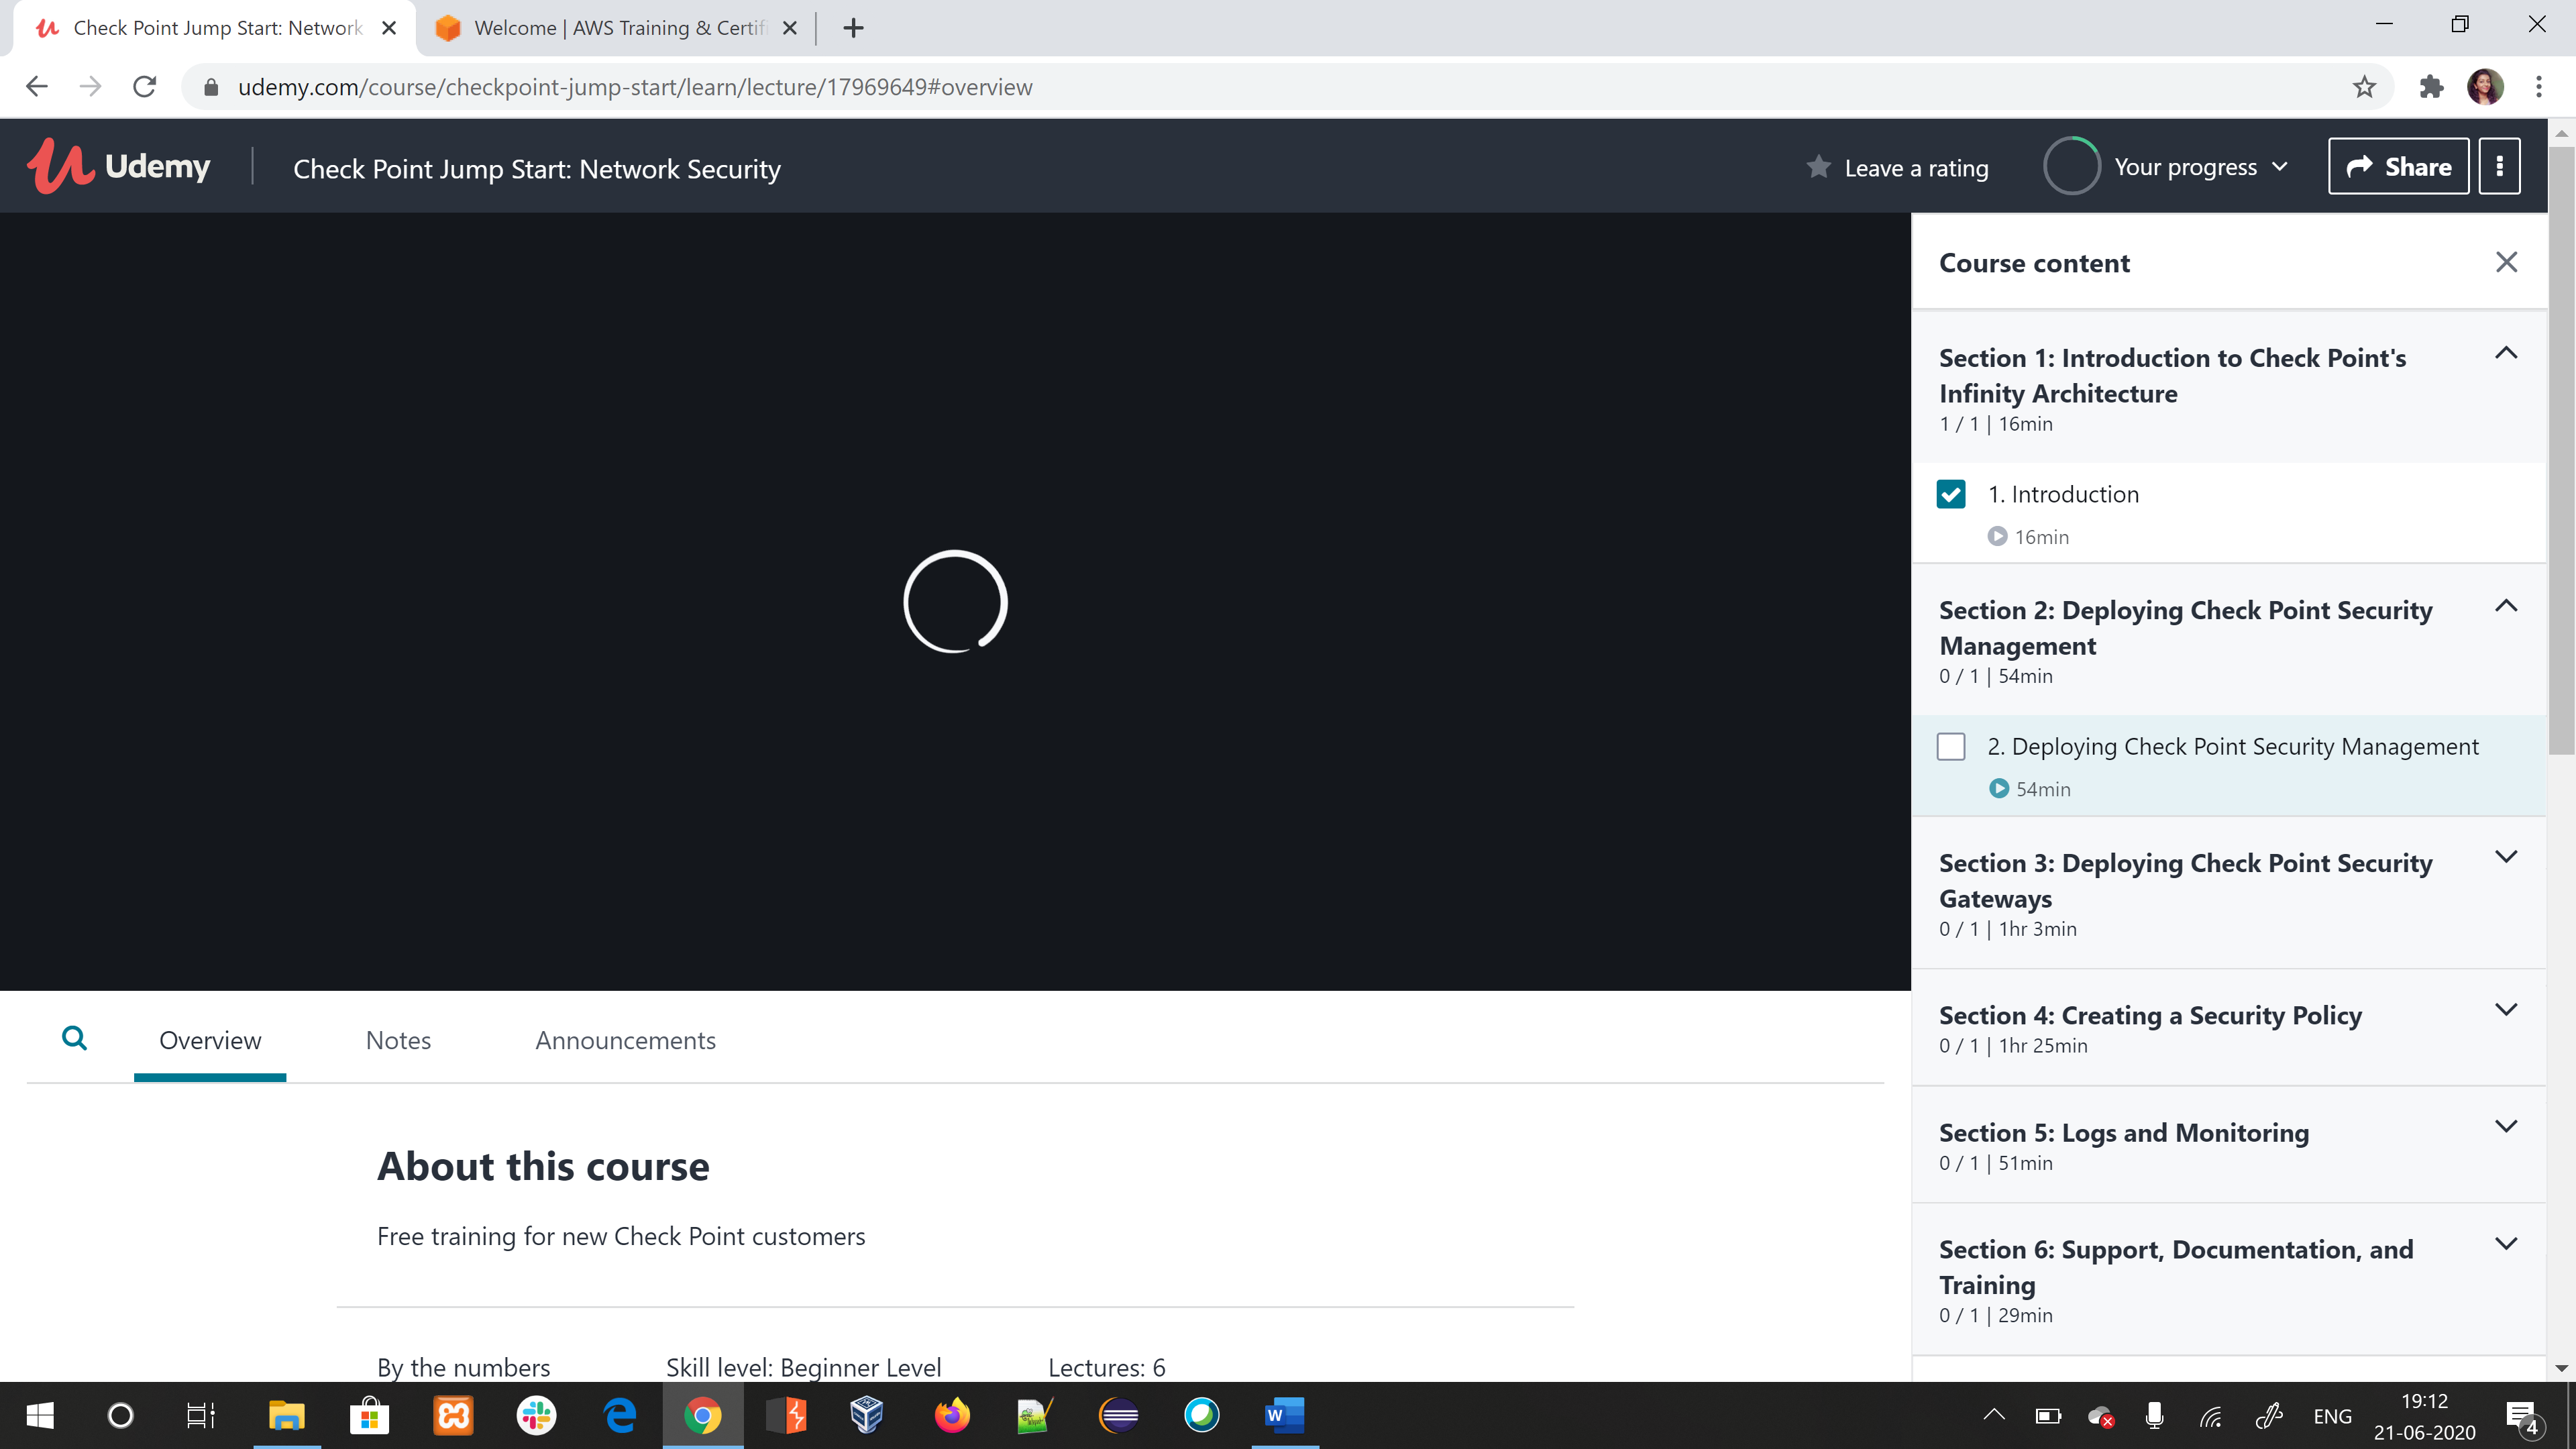 Check Point Jump Start: Network
Welcome | AWS Training & Certifi
udemy.com/course/checkpoint-jump-start/learn/lecture/17969649#overview
Udemy
Check Point Jump Start: Network Security
Leave a rating
Your progress
Share
Course content
Section 1: Introduction to Check Point's
Infinity Architecture
1 / 1 | 16min
1. Introduction
16min
Section 2: Deploying Check Point Security
Management
0 / 1 | 54min
2. Deploying Check Point Security Management
54min
Section 3: Deploying Check Point Security
Gateways
0 / 1 | 1hr 3min
Section 4: Creating a Security Policy
0 / 1 | 1hr 25min
Section 5: Logs and Monitoring
0 / 1 | 51min
Section 6: Support, Documentation, and
Training
0 / 1 | 29min
Overview
Notes
Announcements
About this course
Free training for new Check Point customers
By the numbers
Skill level: Beginner Level
Lectures: 6
W
ENG
19:12
21-06-2020
4